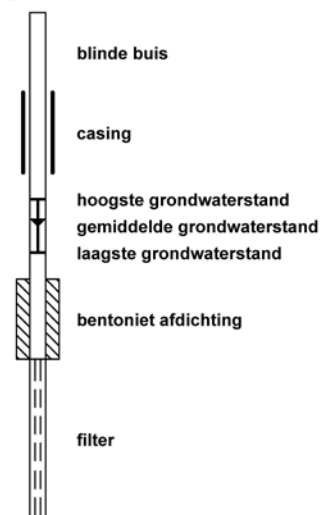 blinde buis
casing
hoogste grondwaterstand
gemiddelde grondwaterstand
laagste grondwaterstand
bentoniet afdichting
filter